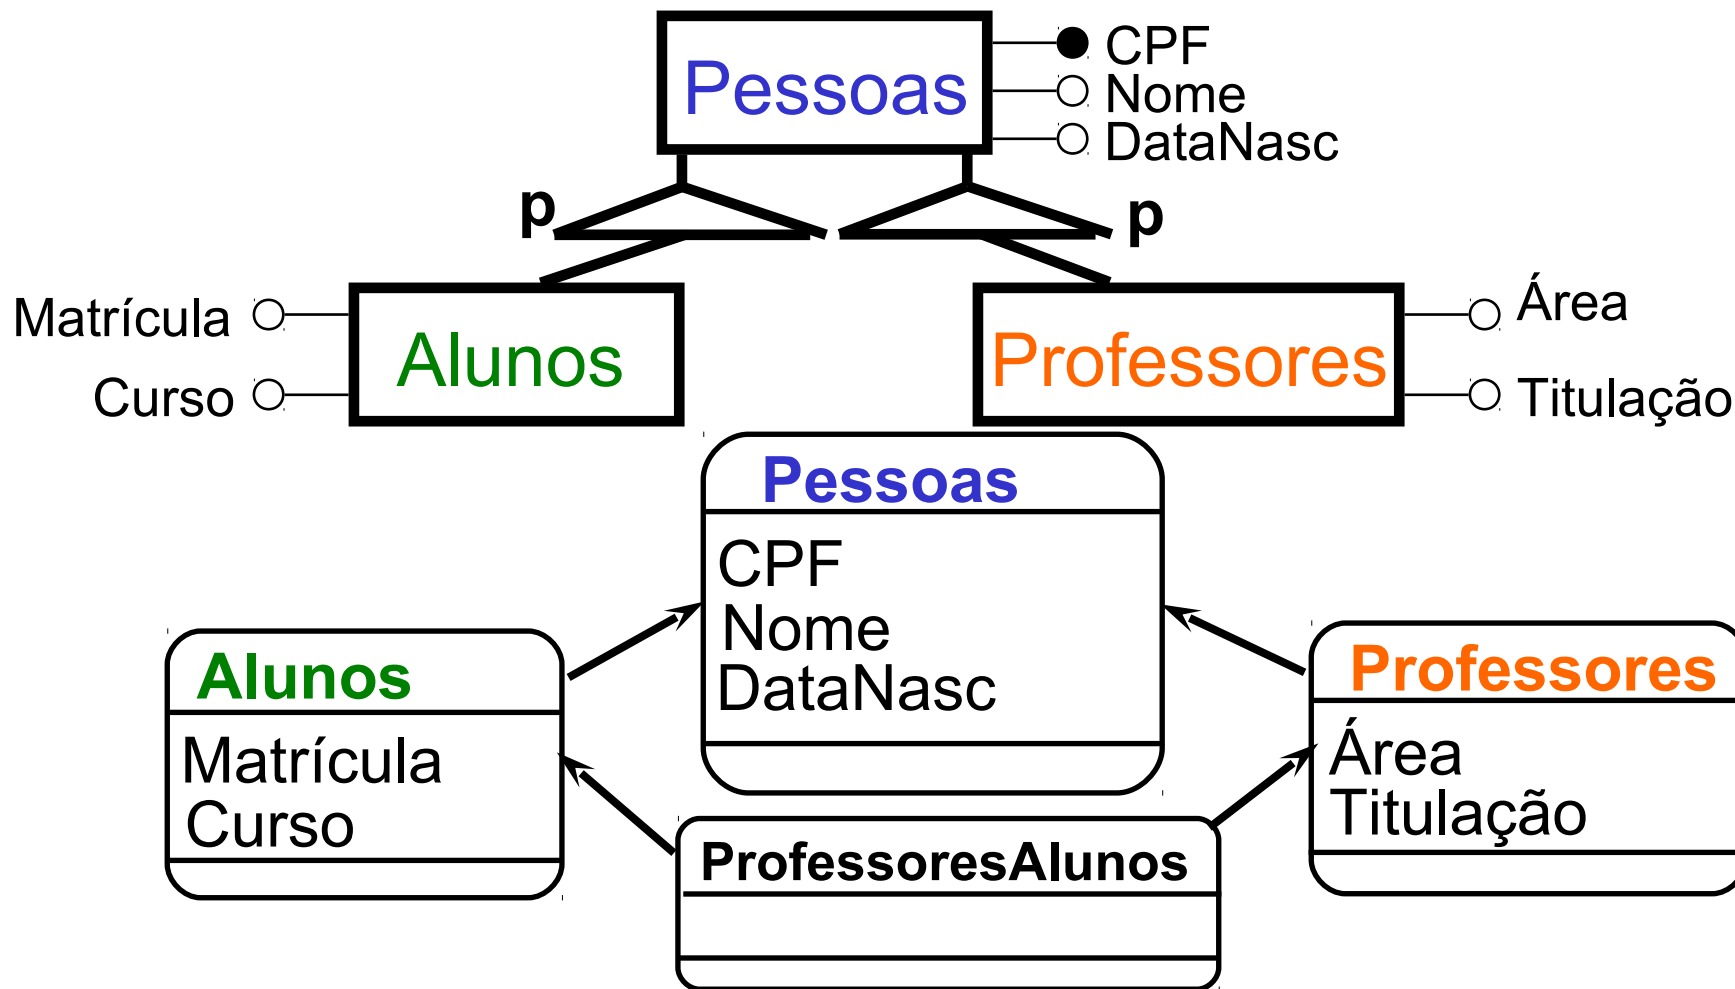 Pessoas
CPF
Nome
DataNasc
p
p
Matrícula
Curso
Alunos
Professores
Área
Titulação
Pessoas
CPF
Nome
DataNasc
Alunos
Matrícula
Curso
Professores
Área
Titulação
ProfessoresAlunos